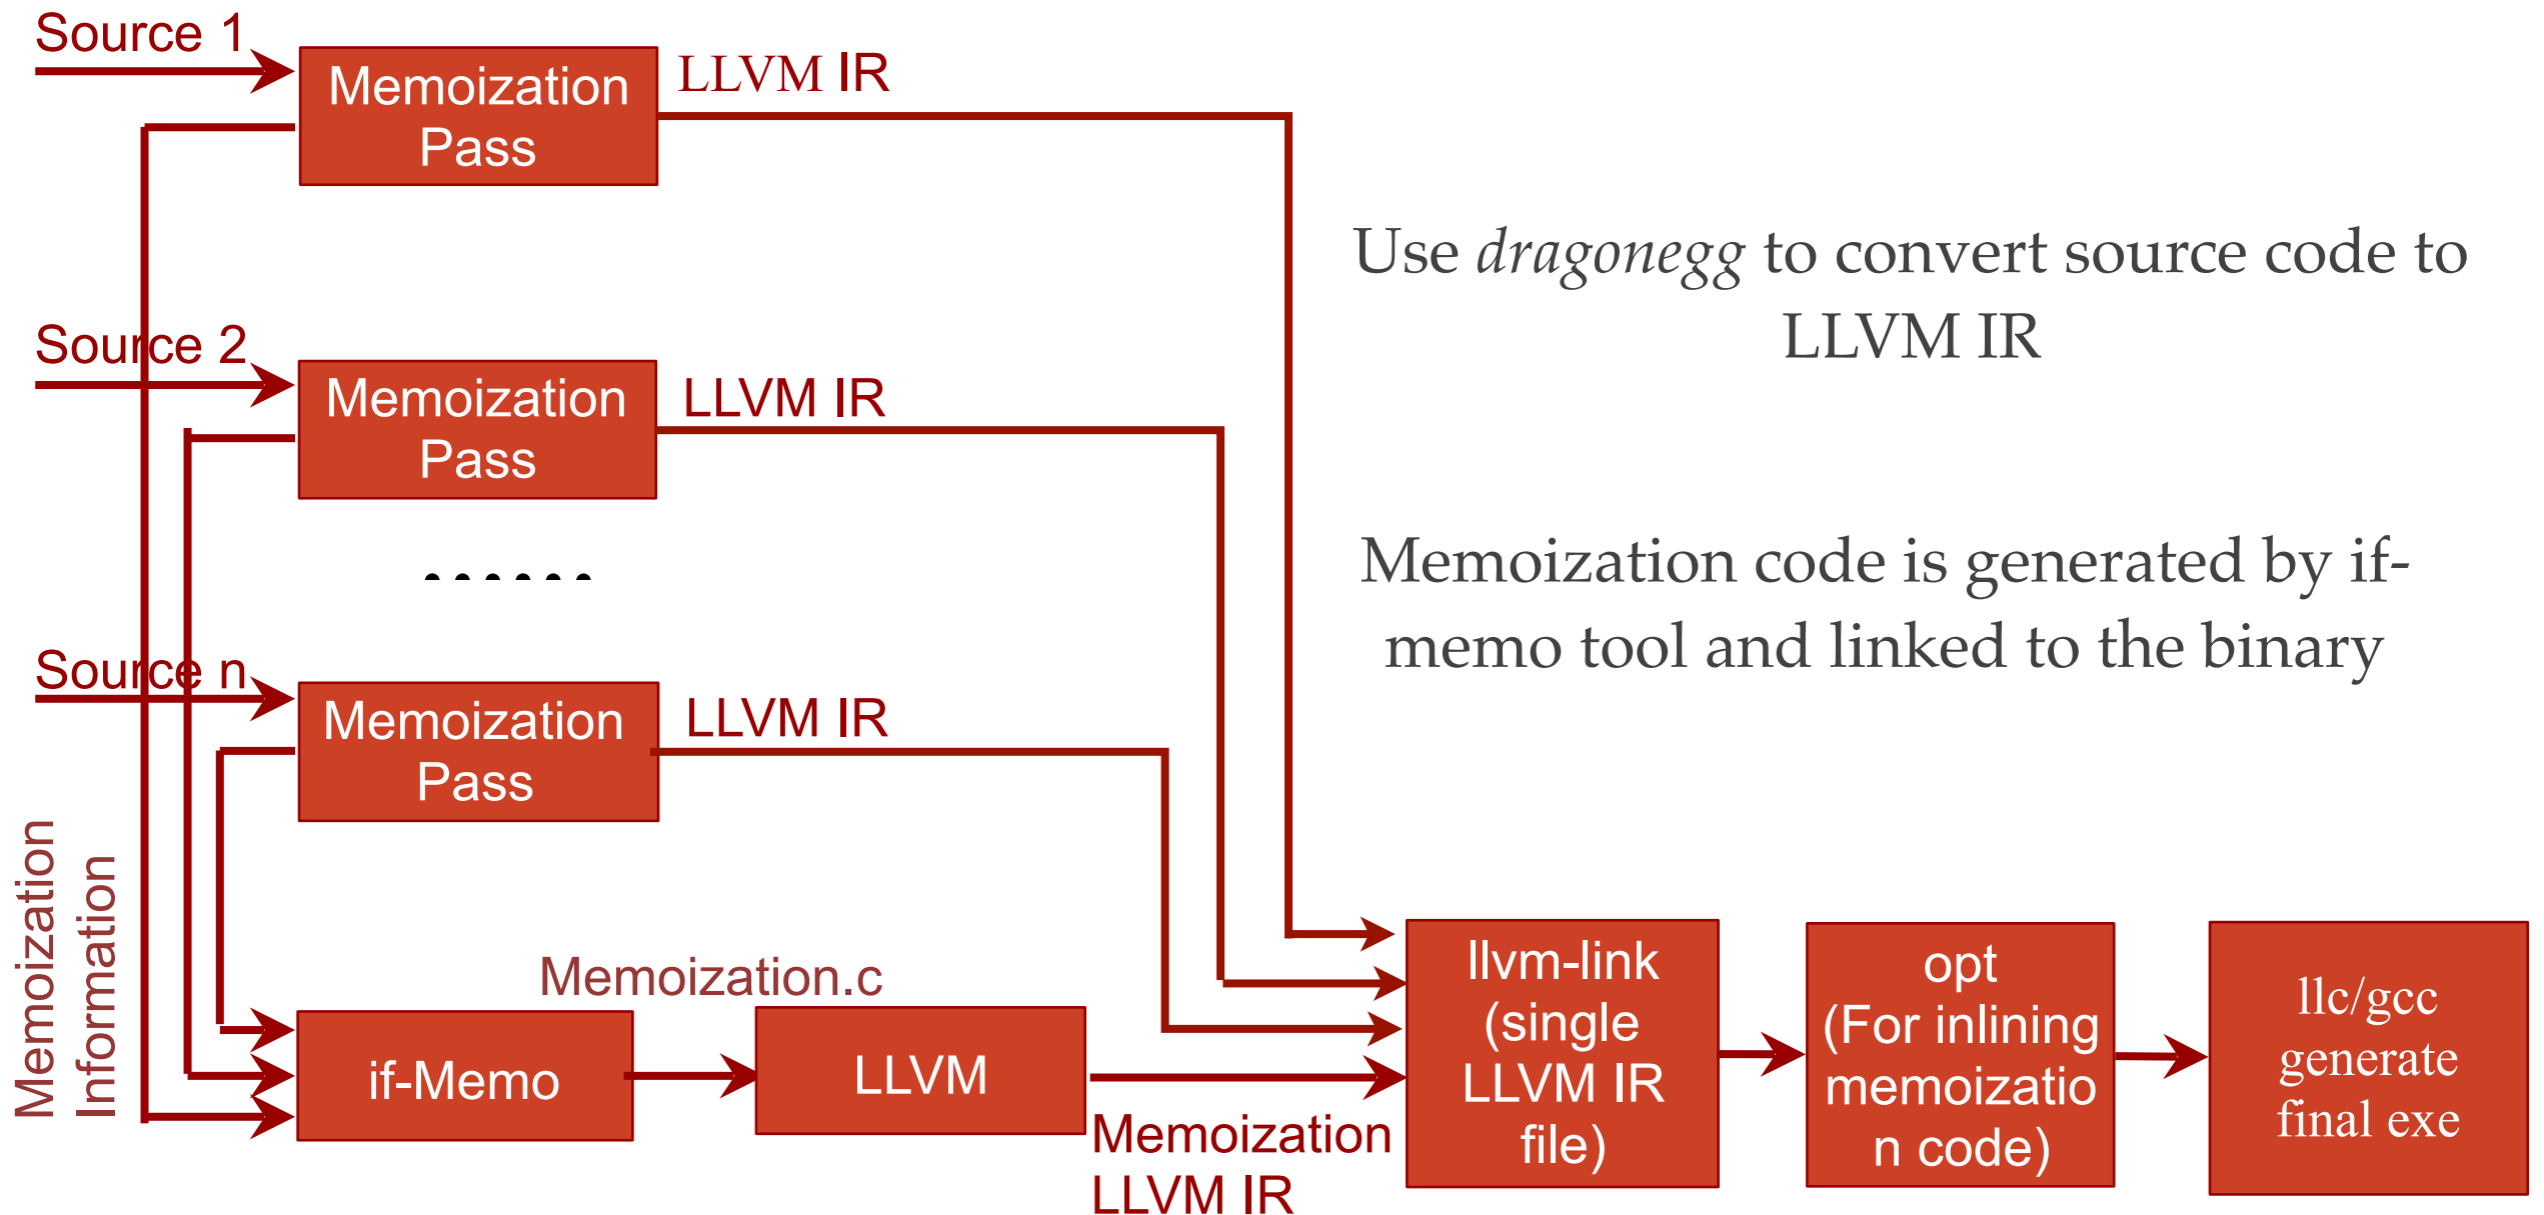 Source 1
Memoization
Pass
LLVM IR
Use dragonegg to convert source code to
LLVM IR
Source 2
Memoization
Pass
LLVM IR
......
Memoization code is generated by if-
memo tool and linked to the binary
Source n
Memoization
Pass
LLVM IR
Memoization
Information
if-Memo
Memoization.c
LLVM
Memoization
LLVM IR
llvm-link
(single
LLVM IR
file)
opt
(For inlining
memoizatio
n code)
llc/gcc
generate
final exe